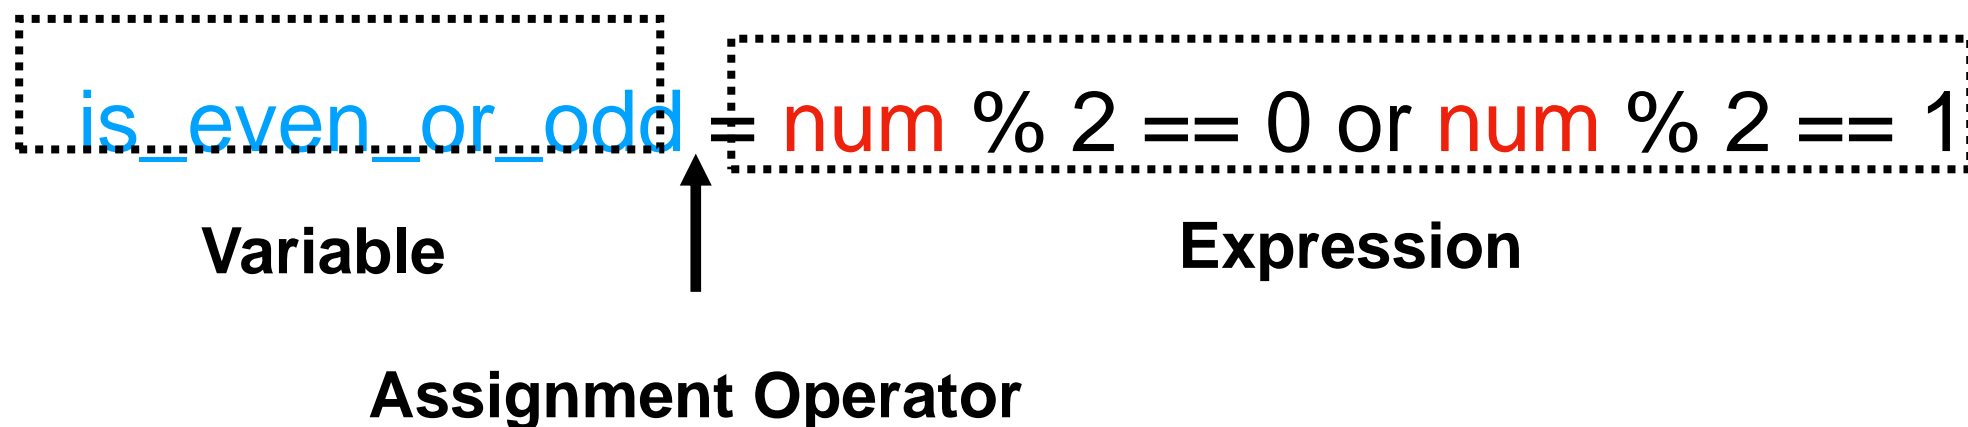 is_even_or_odd = num % 2 == 0 or num % 2 == 1
Variable
Expression
Assignment Operator